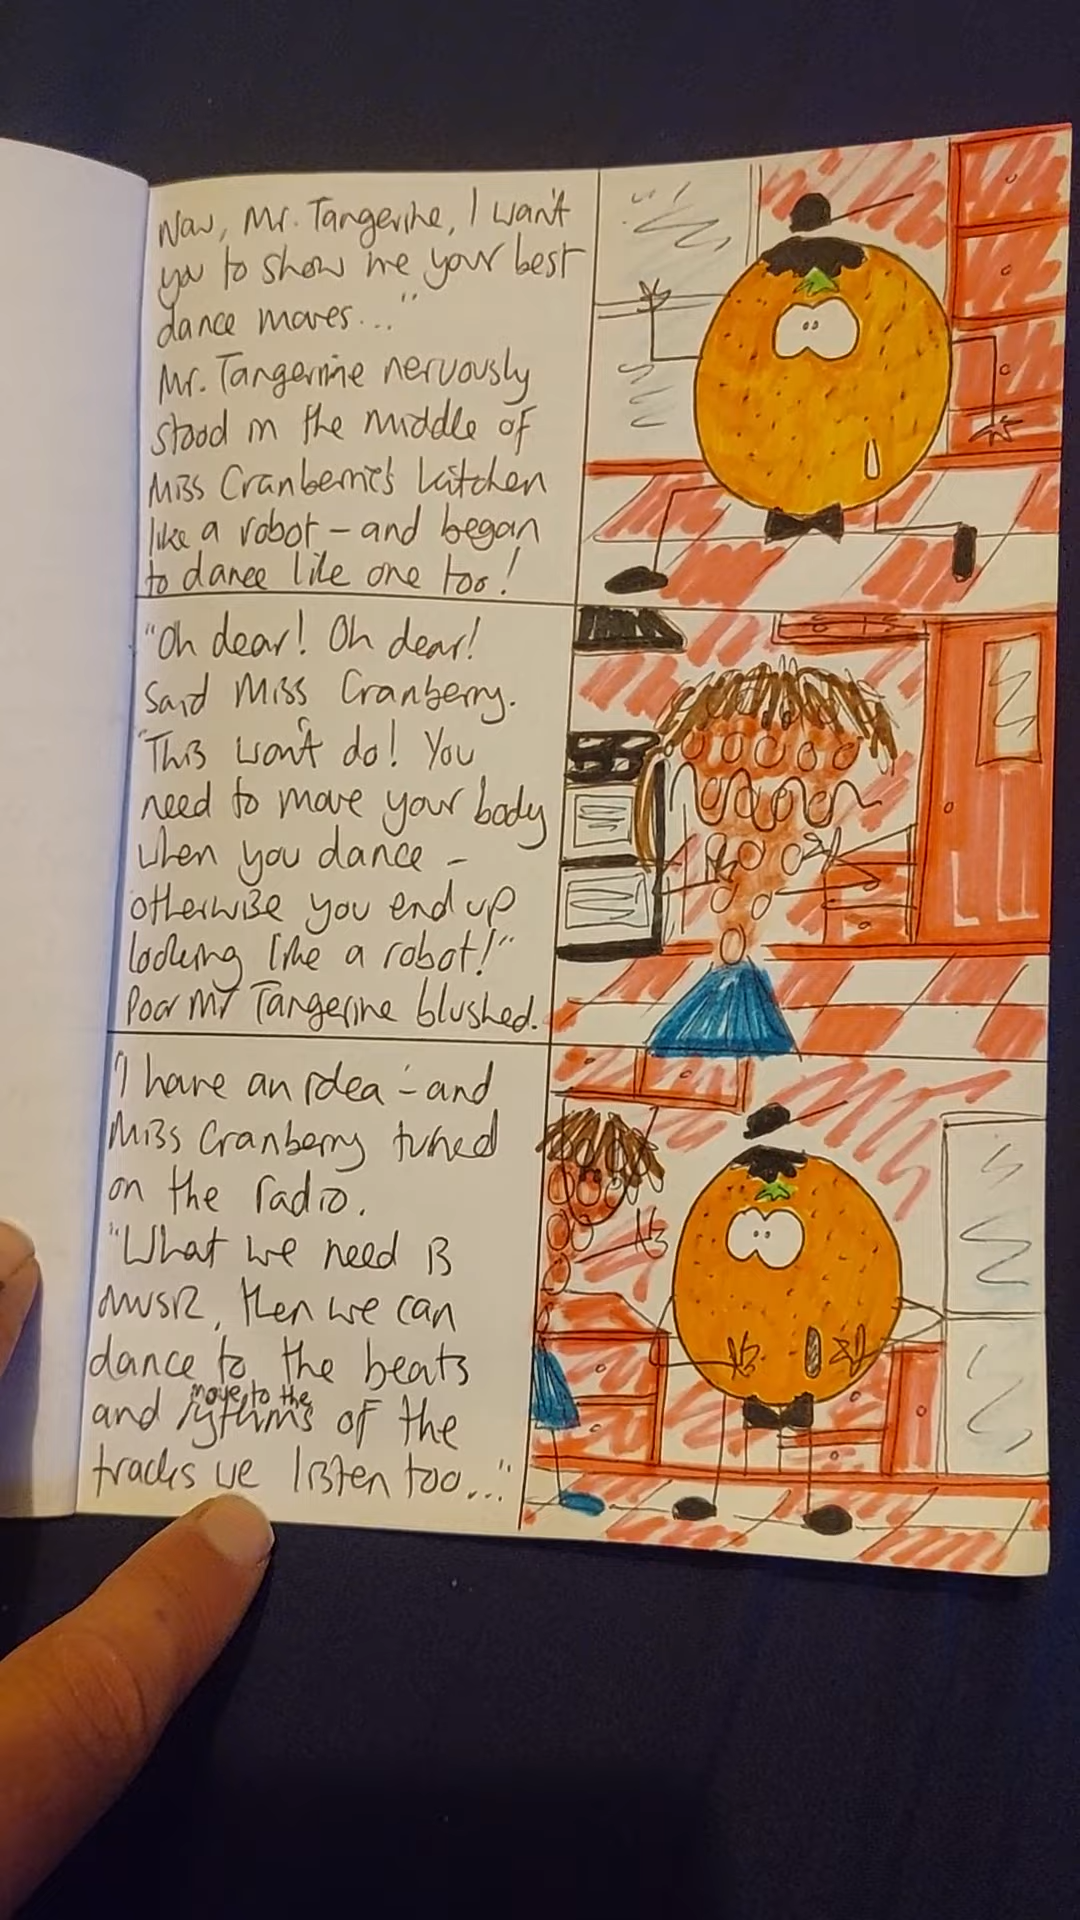 Now, Mr. Tangerine, I want
you to show me your best
dance moves..."
Mr. Tangerine nervously
stood in the middle of
Miss Cranberrie's kitchen
like a robot - and began
to dance like one too!
"Oh dear! Oh dear!
Said Miss Cranberry.
"This won't do! You
need to move your body
when you dance -
otherwise you end up
looking like a robot!"
Poor Mr Tangerine blushed.
"I have an idea - and
Miss Cranberry tuned
on the radio.
"What we need is
music, then we can
dance to the beats
move to the
and rythims of the
tracks we listen too..."